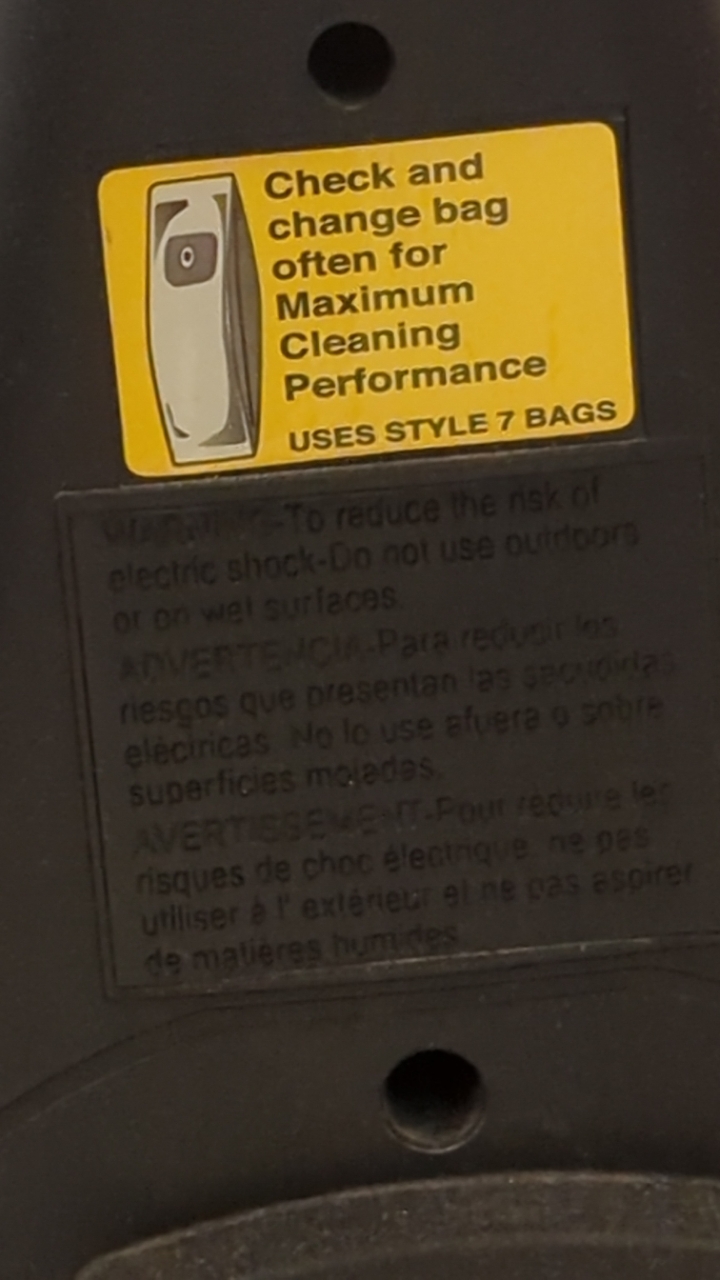 Check and
change bag
often for
Maximum
Cleaning
Performance
USES STYLE 7 BAGS
WARNING-To reduce the risk of
electric shock-Do not use outdoors
or on wet surfaces.
ADVERTENCIA-Para reducir los
riesgos que presentan las sacudidas
eléctricas. No lo use afuera o sobre
superficies mojadas.
AVERTISSEMENT-Pour réduire les
risques de choc électrique, ne pas
utiliser à l' extérieur et ne pas aspirer
de matières humides.